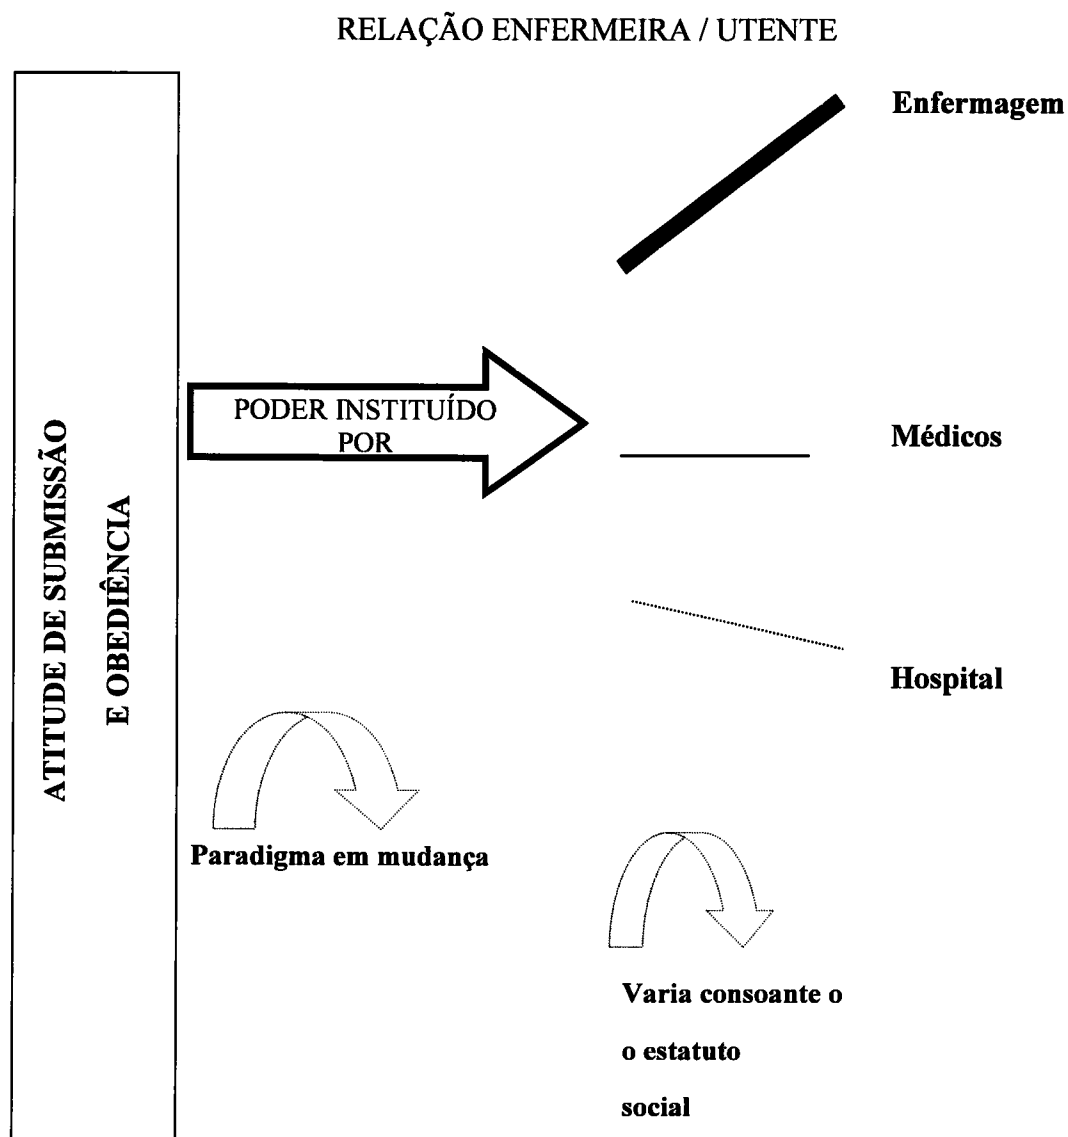 RELAÇÃO ENFERMEIRA / UTENTE
ATITUDE DE SUBMISSÃO
E OBEDIÊNCIA
PODER INSTITUÍDO
POR
Enfermagem
Médicos
Hospital
Paradigma em mudança
Varia consoante o
o estatuto
social